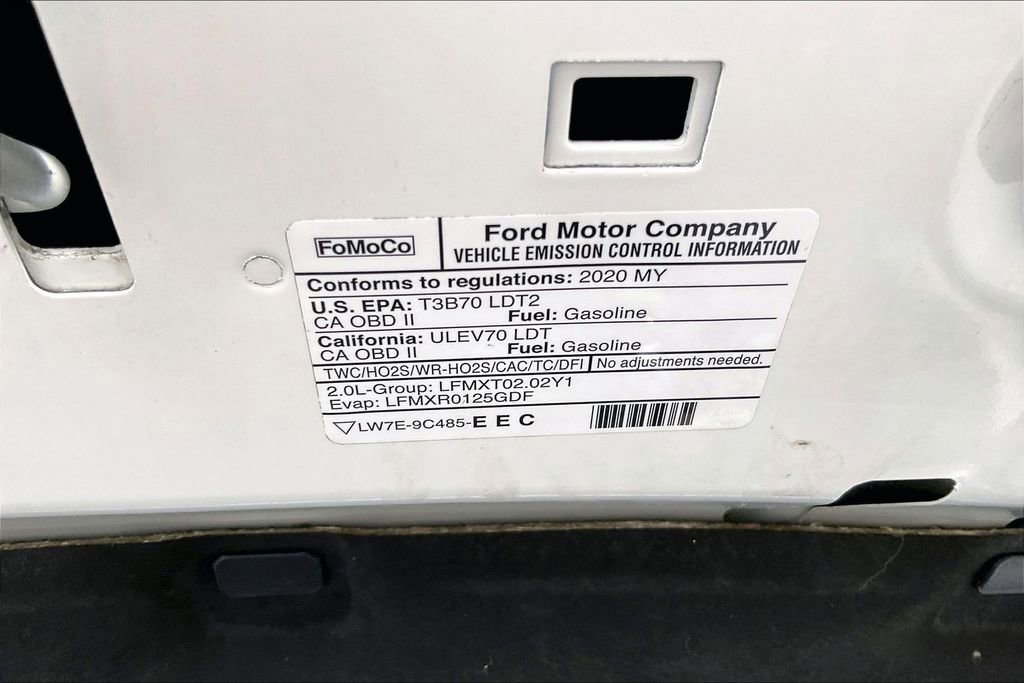 FoMoCo
Ford Motor Company
VEHICLE EMISSION CONTROL INFORMATION
Conforms to regulations: 2020 MY
U.S. EPA: T3B70 LDT2
CA OBD II Fuel: Gasoline
California: ULEV70 LDT
CA OBD II Fuel: Gasoline
TWC/HO2S/WR-HO2S/CAC/TC/DFI No adjustments needed.
2.0L-Group: LFMXT02.02Y1
Evap: LFMXR0125GDF
LW7E-9C485-E E C